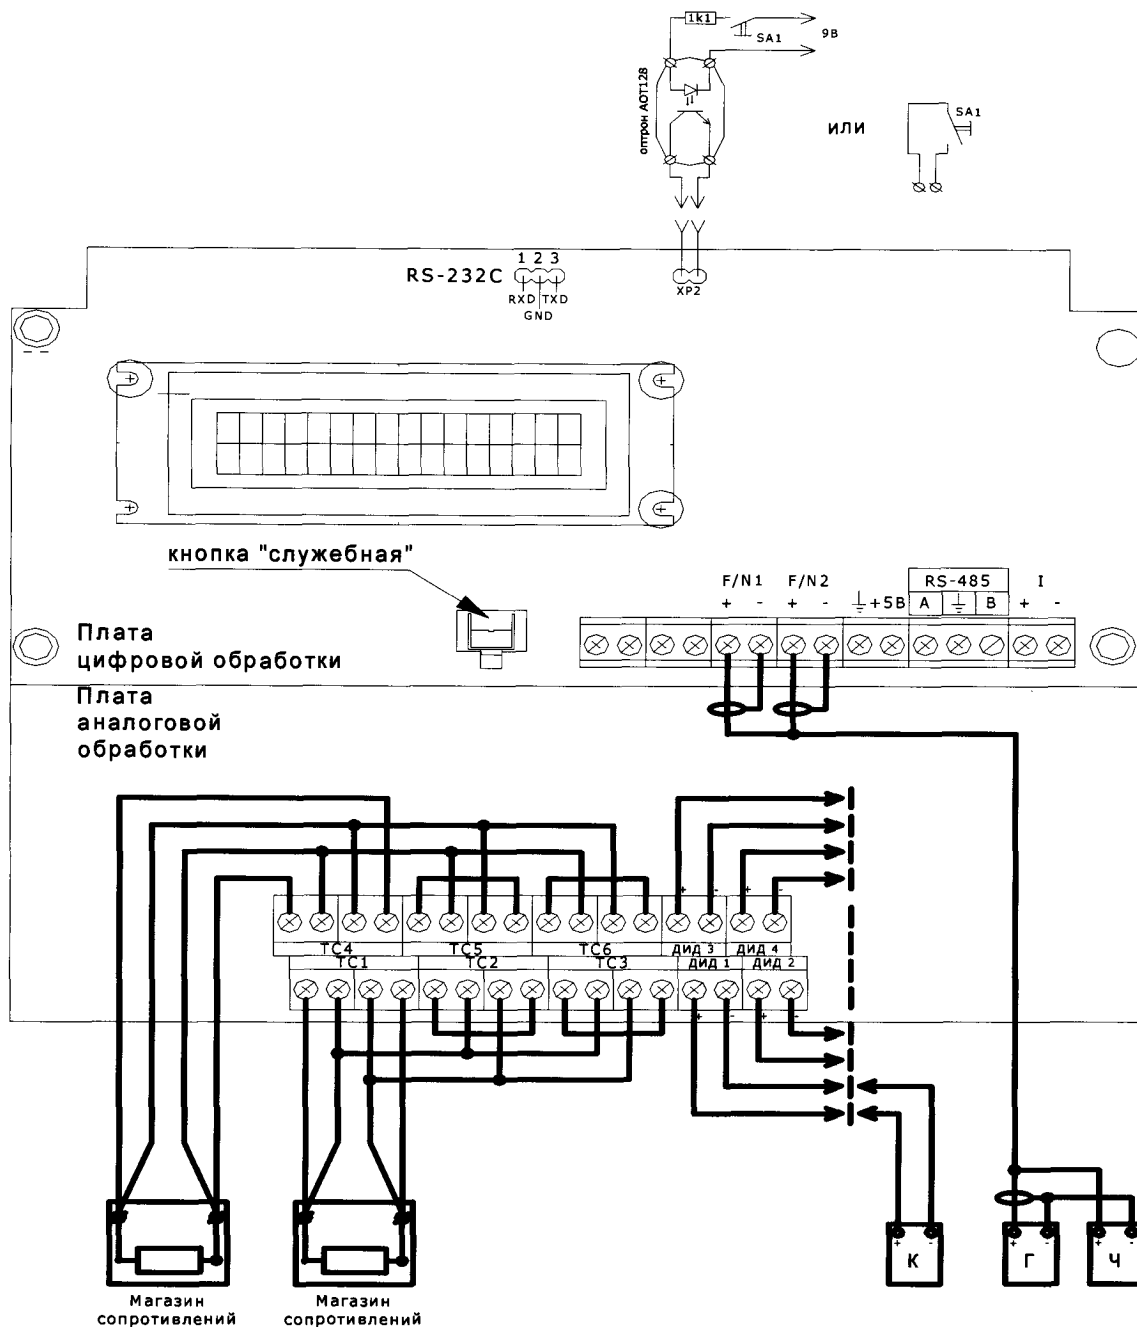 1k1
SA1
9В
оптрон АОТ128
или
SA1
1 2 3
RS-232C
RXD TXD
GND
XP2
кнопка "служебная"
F/N1 F/N2 RS-485 I
+ - + - +5В А В + -
Плата
цифровой обработки
Плата
аналоговой
обработки
+ - + -
ТС4 ТС5 ТС6 ДИД 3 ДИД 4
ТС1 ТС2 ТС3 ДИД 1 ДИД 2
+ - + -
+ - + - + -
К Г Ч
Магазин
сопротивлений
Магазин
сопротивлений